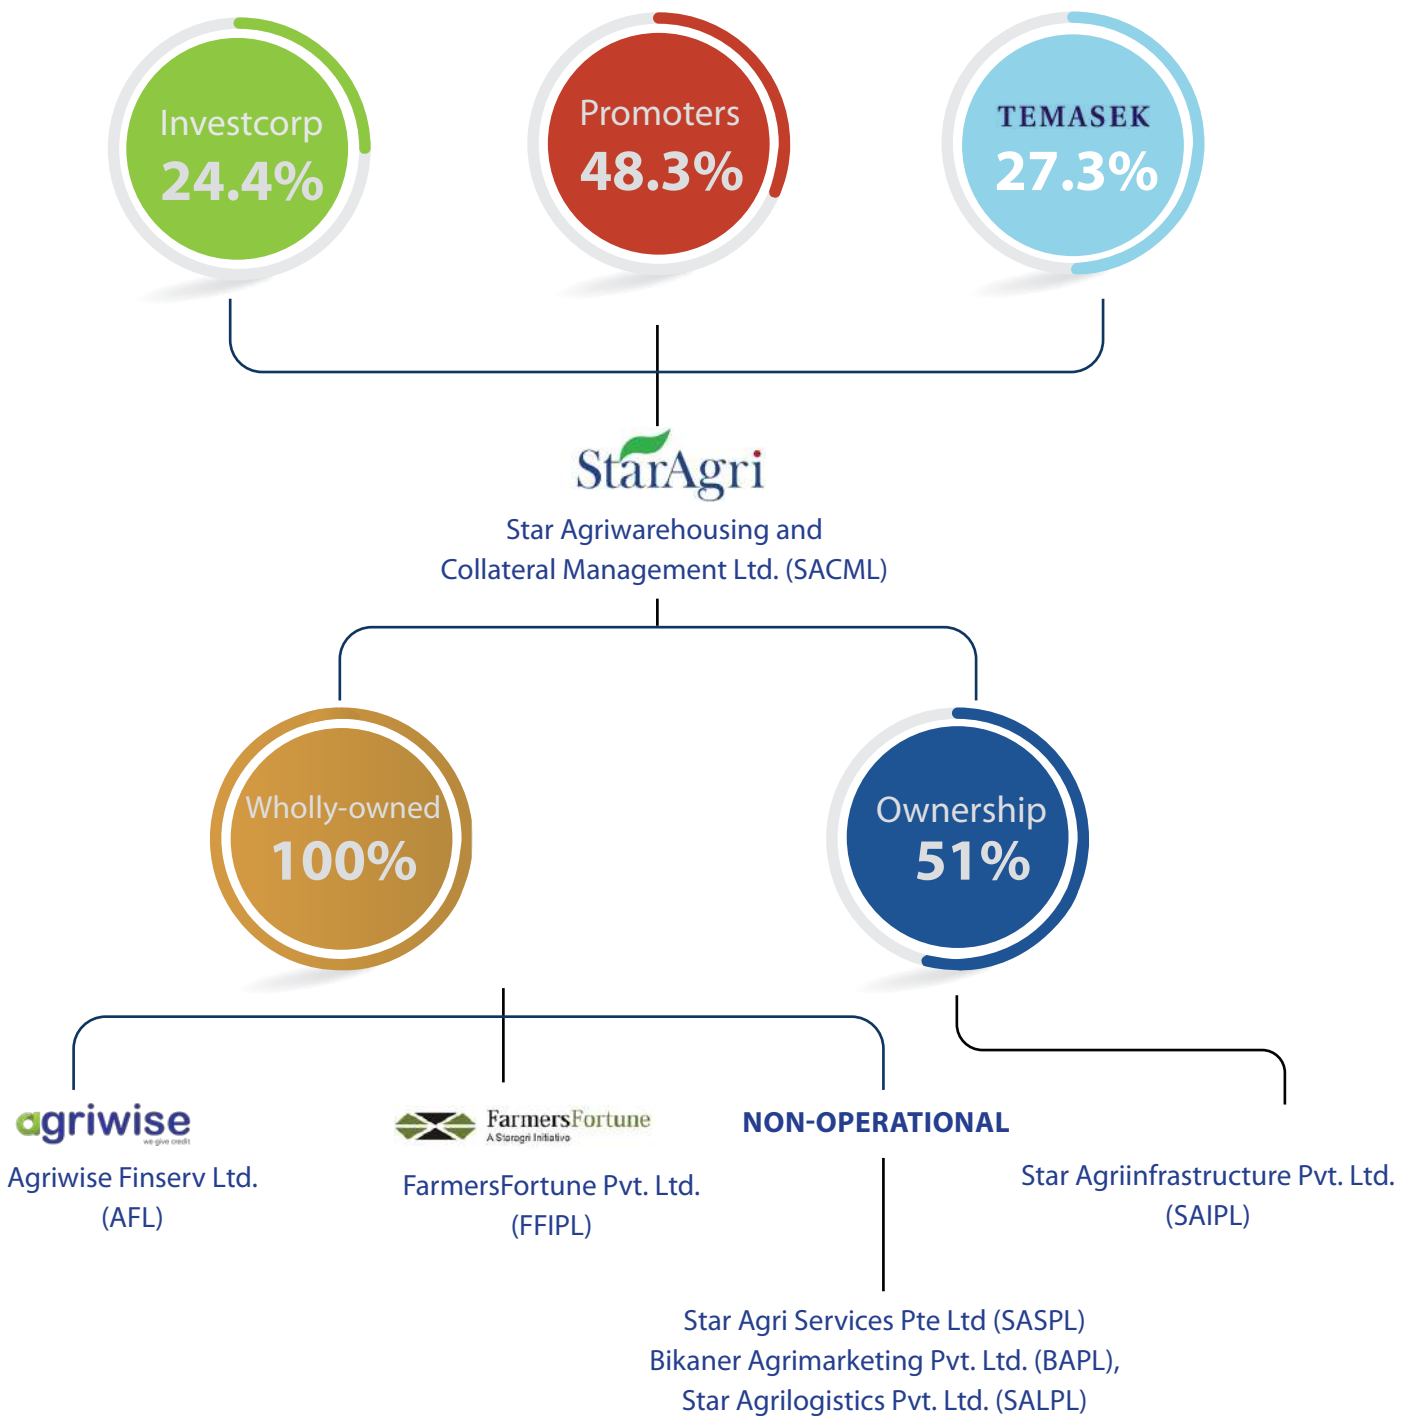 Investcorp
24.4%
Promoters
48.3%
TEMASEK
27.3%
StarAgri
Star Agriwarehousing and
Collateral Management Ltd. (SACML)
Wholly-owned
100%
Ownership
51%
agriwise
we give credit
Agriwise Finserv Ltd.
(AFL)
FarmersFortune
A Staragri Initiative
FarmersFortune Pvt. Ltd.
(FFIPL)
NON-OPERATIONAL
Star Agriinfrastructure Pvt. Ltd.
(SAIPL)
Star Agri Services Pte Ltd (SASPL)
Bikaner Agrimarketing Pvt. Ltd. (BAPL),
Star Agrilogistics Pvt. Ltd. (SALPL)